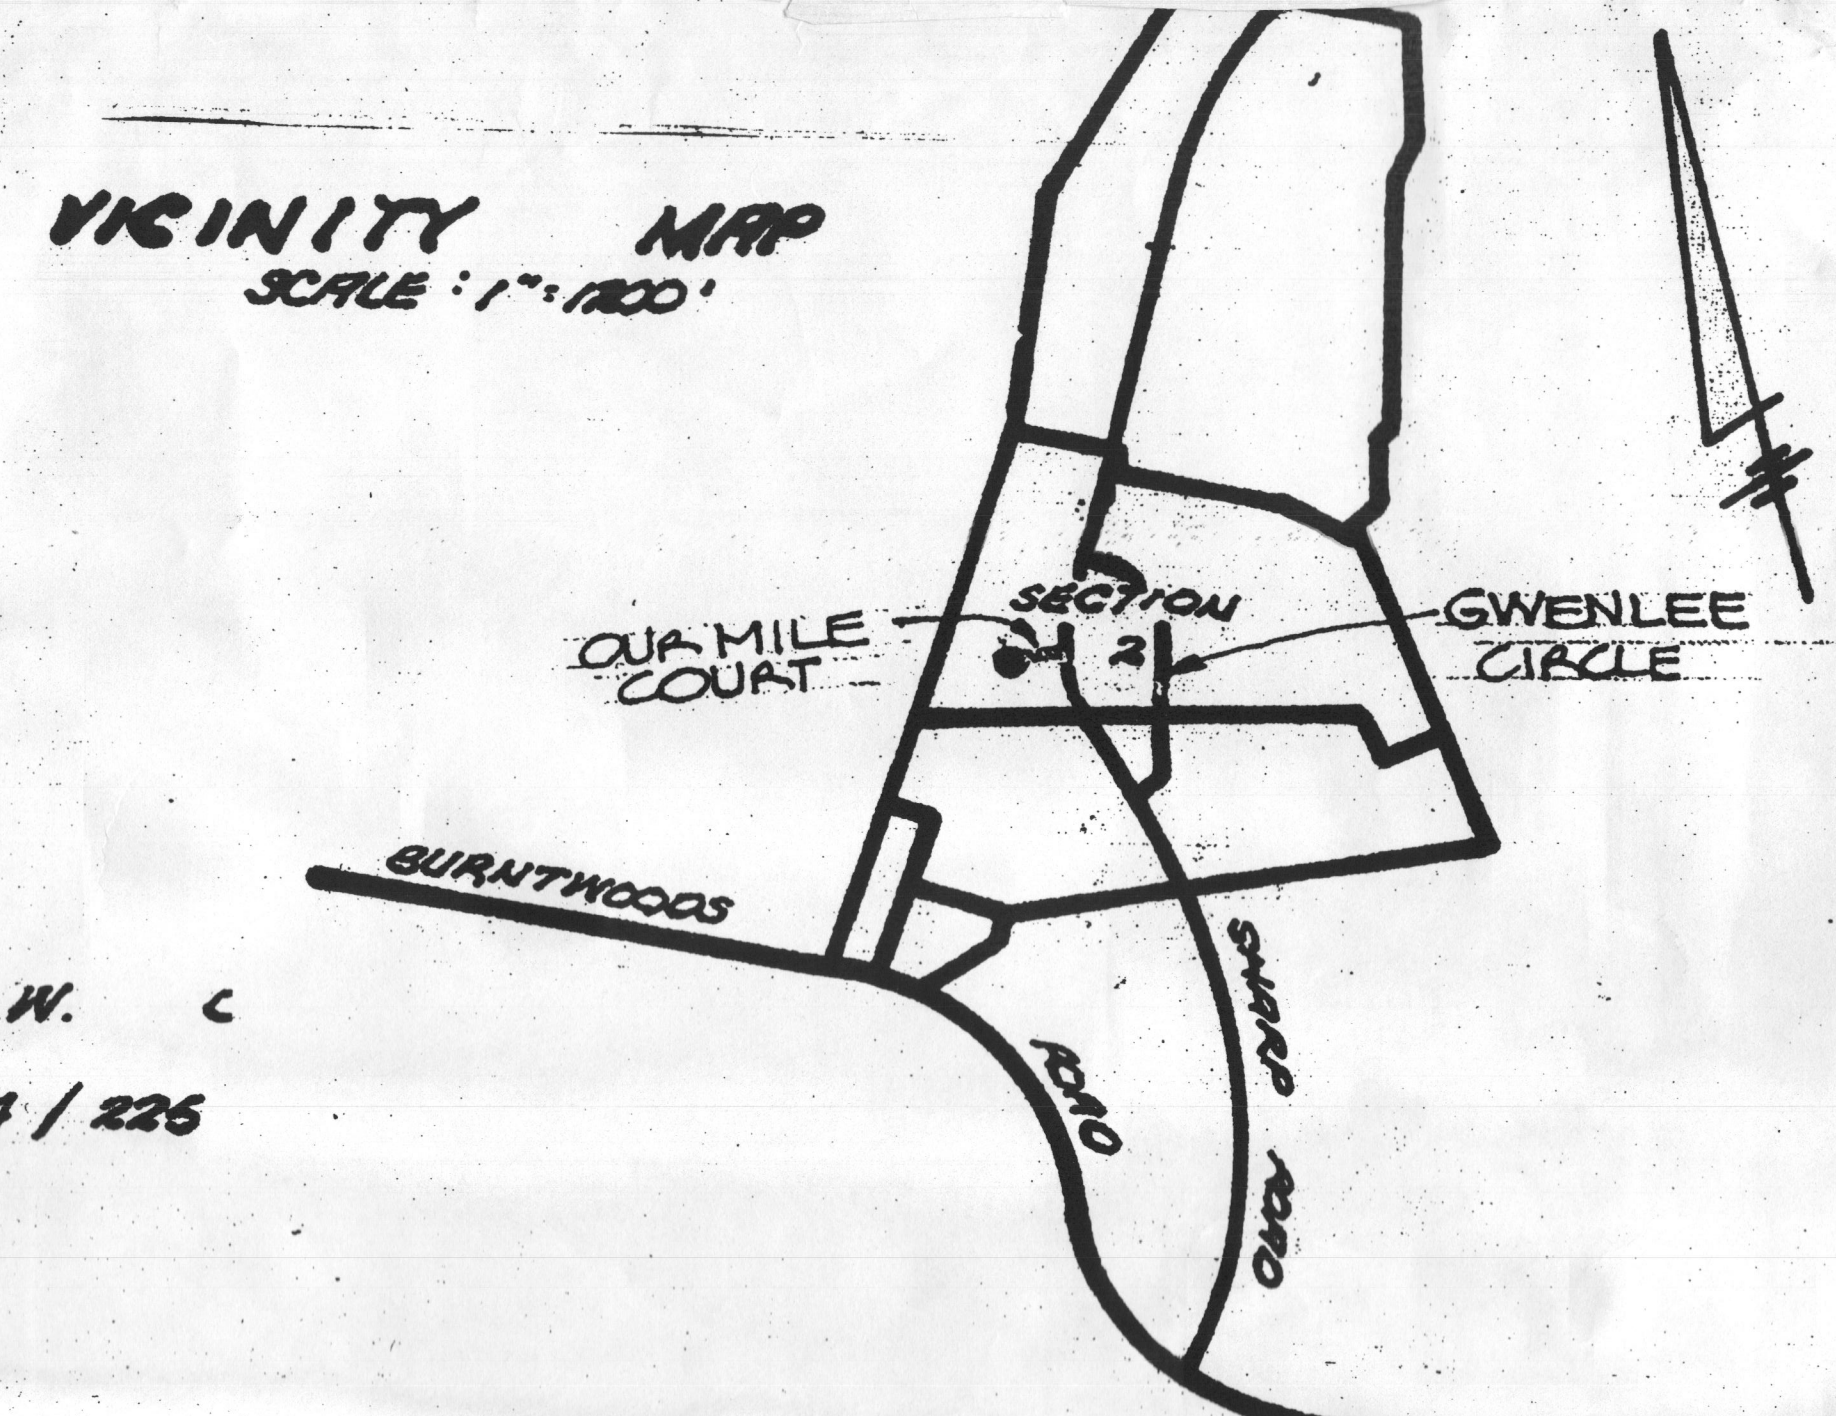 VICINITY MAP
SCALE : 1" = 1200'
SECTION
2
OUR MILE
COURT
GWENLEE
CIRCLE
BURNTWOODS
ROAD
SHARP ROAD
W. C
/ 225